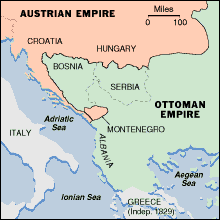 AUSTRIAN EMPIRE
Miles
0 100
CROATIA
HUNGARY
BOSNIA
SERBIA
OTTOMAN
EMPIRE
Adriatic
Sea
MONTENEGRO
ITALY
ALBANIA
Aegean
Sea
Ionian Sea
GREECE
(Indep. 1829)